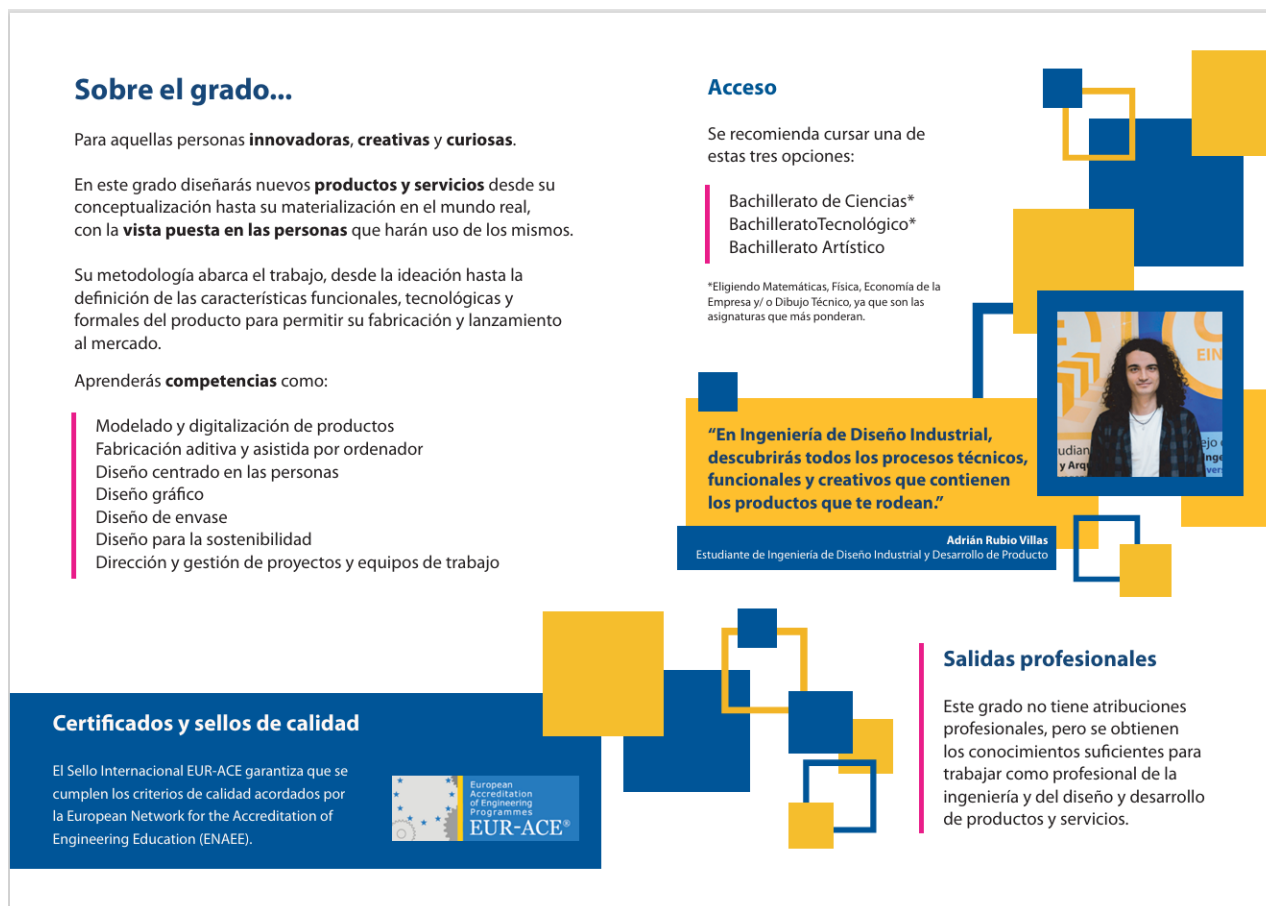 Sobre el grado...
Para aquellas personas innovadoras, creativas y curiosas.
En este grado diseñarás nuevos productos y servicios desde su
conceptualización hasta su materialización en el mundo real,
con la vista puesta en las personas que harán uso de los mismos.
Su metodología abarca el trabajo, desde la ideación hasta la
definición de las características funcionales, tecnológicas y
formales del producto para permitir su fabricación y lanzamiento
al mercado.
Aprenderás competencias como:
Modelado y digitalización de productos
Fabricación aditiva y asistida por ordenador
Diseño centrado en las personas
Diseño gráfico
Diseño de envase
Diseño para la sostenibilidad
Dirección y gestión de proyectos y equipos de trabajo
Certificados y sellos de calidad
El Sello Internacional EUR-ACE garantiza que se
cumplen los criterios de calidad acordados por
la European Network for the Accreditation of
Engineering Education (ENAEE).
European
Accreditation
of Engineering
Programmes
EUR-ACE®
Acceso
Se recomienda cursar una de
estas tres opciones:
Bachillerato de Ciencias*
BachilleratoTecnológico*
Bachillerato Artístico
*Eligiendo Matemáticas, Física, Economía de la
Empresa y/ o Dibujo Técnico, ya que son las
asignaturas que más ponderan.
EIN
udian
y Arqu
ejo
Inge
vers
“En Ingeniería de Diseño Industrial,
descubrirás todos los procesos técnicos,
funcionales y creativos que contienen
los productos que te rodean.”
Adrián Rubio Villas
Estudiante de Ingeniería de Diseño Industrial y Desarrollo de Producto
Salidas profesionales
Este grado no tiene atribuciones
profesionales, pero se obtienen
los conocimientos suficientes para
trabajar como profesional de la
ingeniería y del diseño y desarrollo
de productos y servicios.